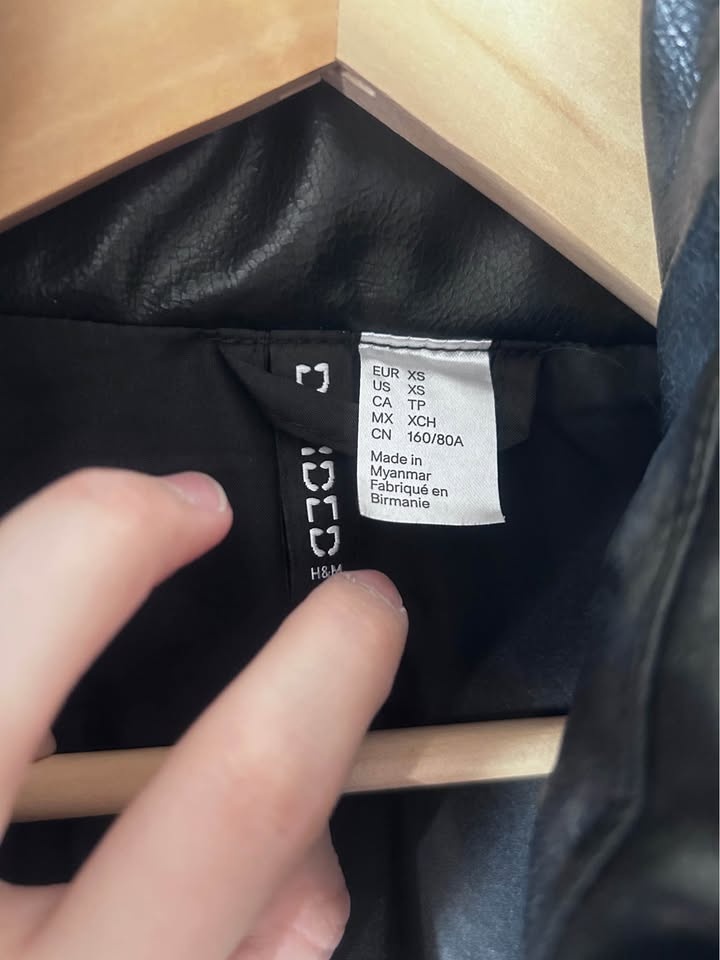 EUR XS
US XS
CA TP
MX XCH
CN 160/80A
Made in
Myanmar
Fabriqué en
Birmanie
H&M